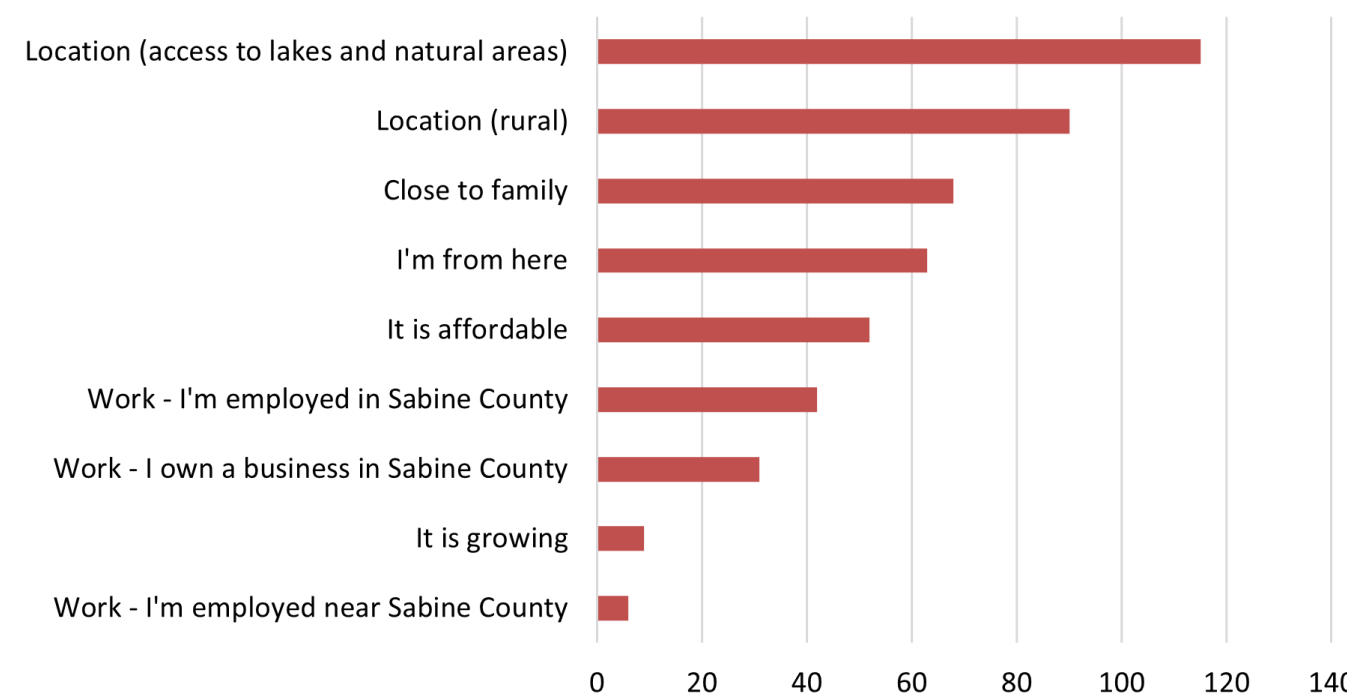 Location (access to lakes and natural areas)
Location (rural)
Close to family
I'm from here
It is affordable
Work - I'm employed in Sabine County
Work - I own a business in Sabine County
It is growing
Work - I'm employed near Sabine County
0 20 40 60 80 100 120 140